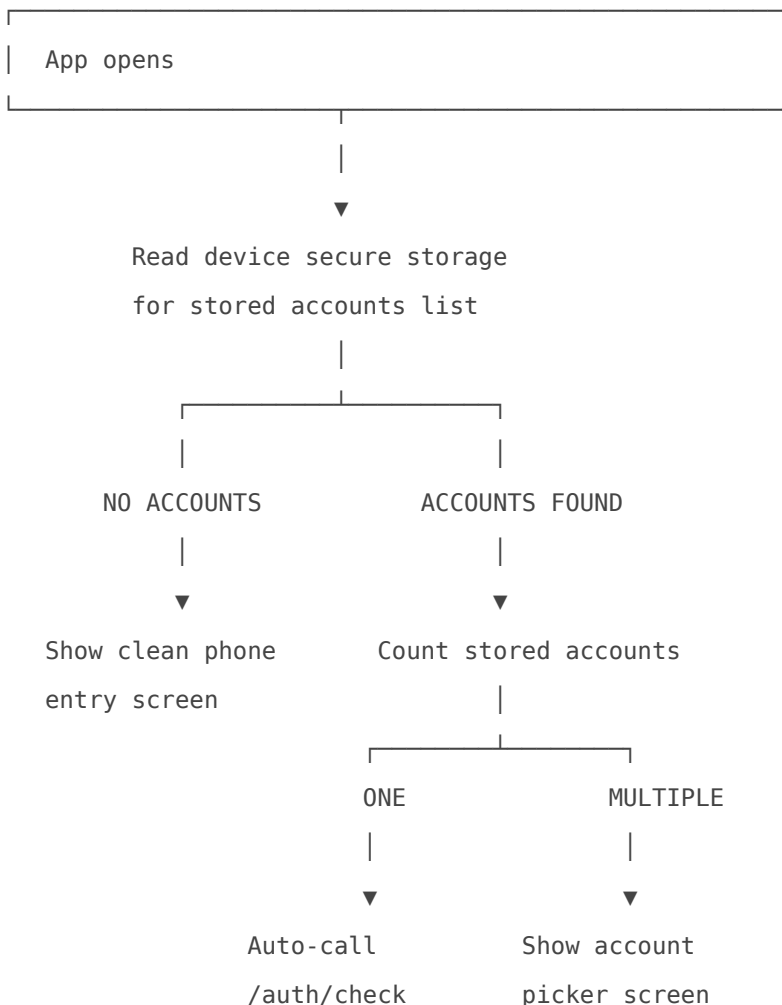 App opens
Read device secure storage
for stored accounts list
NO ACCOUNTS ACCOUNTS FOUND
Show clean phone Count stored accounts
entry screen
ONE MULTIPLE
Auto-call Show account
/auth/check picker screen